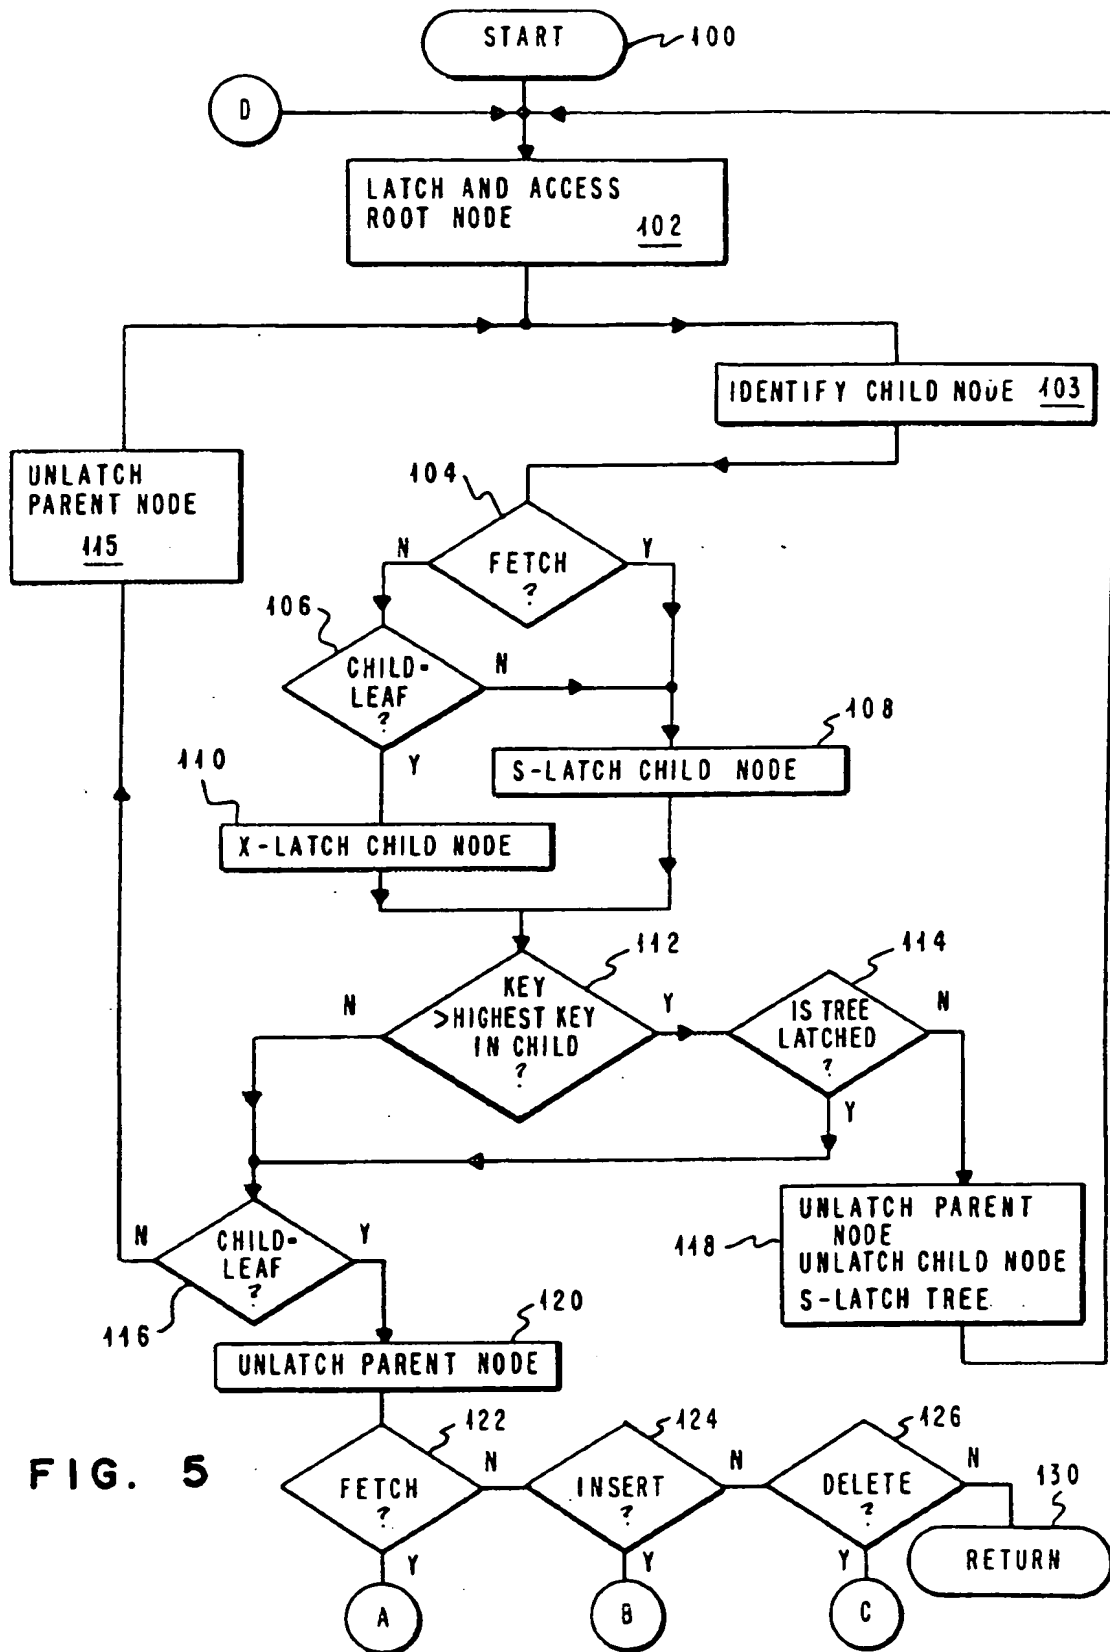 START
100
D
LATCH AND ACCESS
ROOT NODE
102
IDENTIFY CHILD NODE 103
UNLATCH
PARENT NODE
115
104
N
FETCH
?
Y
106
CHILD-
LEAF
?
N
Y
108
S-LATCH CHILD NODE
110
X-LATCH CHILD NODE
112
KEY
>HIGHEST KEY
IN CHILD
?
N
Y
114
IS TREE
LATCHED
?
N
Y
N
CHILD-
LEAF
?
Y
116
118
UNLATCH PARENT
NODE
UNLATCH CHILD NODE
S-LATCH TREE
120
UNLATCH PARENT NODE
122
FETCH
?
N
Y
124
INSERT
?
N
Y
126
DELETE
?
N
Y
130
RETURN
A
B
C
FIG. 5